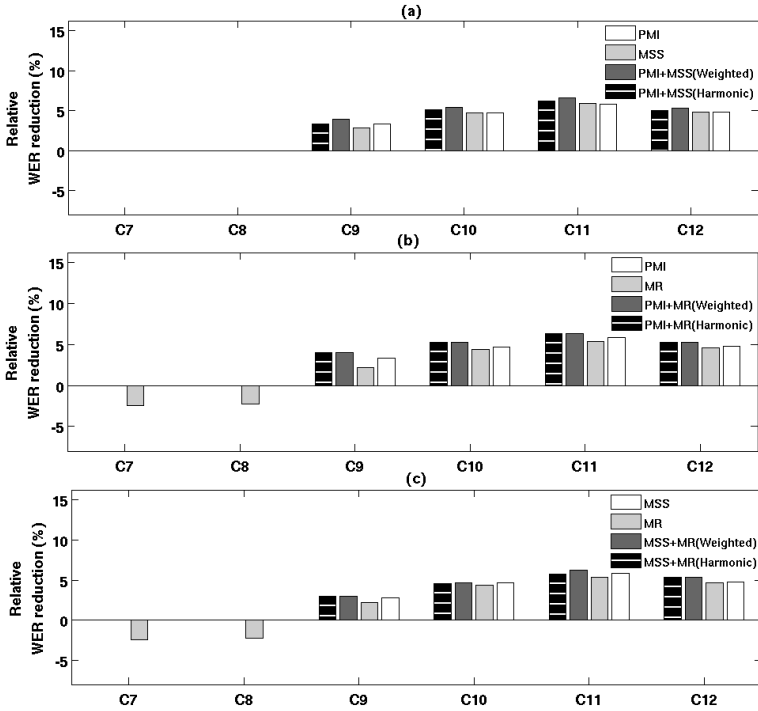 (a)
15
10
5
0
-5
Relative
WER reduction (%)
PMI
MSS
PMI+MSS(Weighted)
PMI+MSS(Harmonic)
C7 C8 C9 C10 C11 C12
(b)
15
10
5
0
-5
Relative
WER reduction (%)
PMI
MR
PMI+MR(Weighted)
PMI+MR(Harmonic)
C7 C8 C9 C10 C11 C12
(c)
15
10
5
0
-5
Relative
WER reduction (%)
MSS
MR
MSS+MR(Weighted)
MSS+MR(Harmonic)
C7 C8 C9 C10 C11 C12